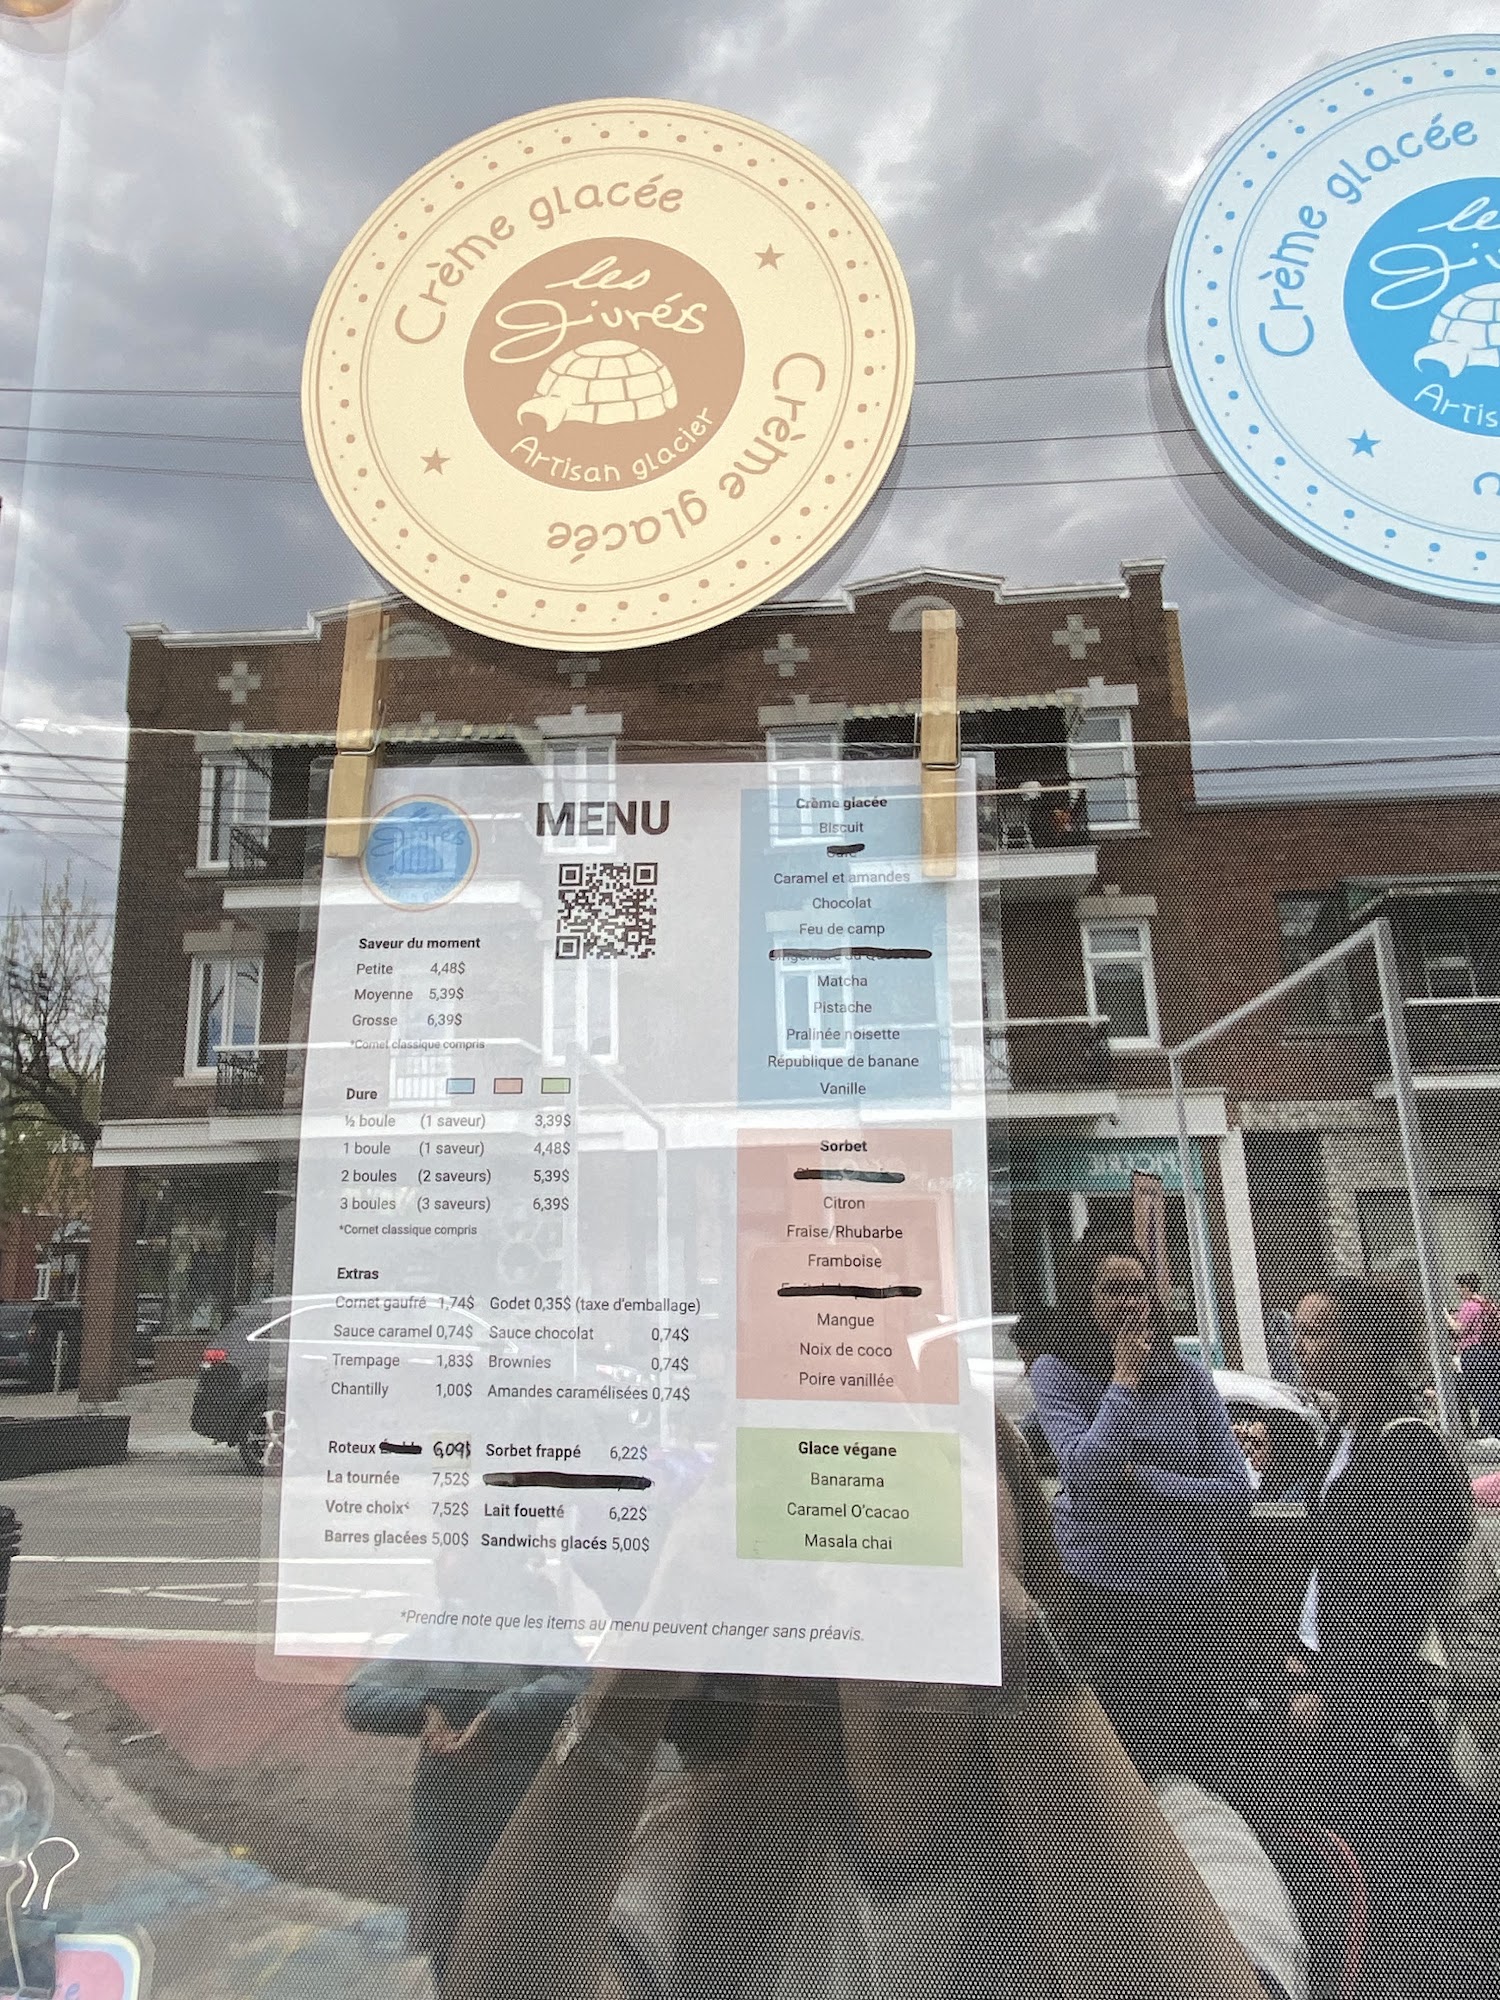 Crème glacée
Crème glacée
les
Givrés
Artisan glacier
Crème glacée
MENU
Saveur du moment
Petite 4,48$
Moyenne 5,39$
Grosse 6,39$
*Cornet classique compris
Dure
½ boule (1 saveur) 3,39$
1 boule (1 saveur) 4,48$
2 boules (2 saveurs) 5,39$
3 boules (3 saveurs) 6,39$
*Cornet classique compris
Extras
Cornet gaufré 1,74$ Godet 0,35$ (taxe d'emballage)
Sauce caramel 0,74$ Sauce chocolat 0,74$
Trempage 1,83$ Brownies 0,74$
Chantilly 1,00$ Amandes caramélisées 0,74$
Roteux 6,09$ Sorbet frappé 6,22$
La tournée 7,52$
Votre choix 7,52$ Lait fouetté 6,22$
Barres glacées 5,00$ Sandwichs glacés 5,00$
Crème glacée
Biscuit
Caramel et amandes
Chocolat
Feu de camp
Matcha
Pistache
Pralinée noisette
République de banane
Vanille
Sorbet
Citron
Fraise/Rhubarbe
Framboise
Mangue
Noix de coco
Poire vanillée
Glace végane
Banarama
Caramel O'cacao
Masala chai
*Prendre note que les items au menu peuvent changer sans préavis.